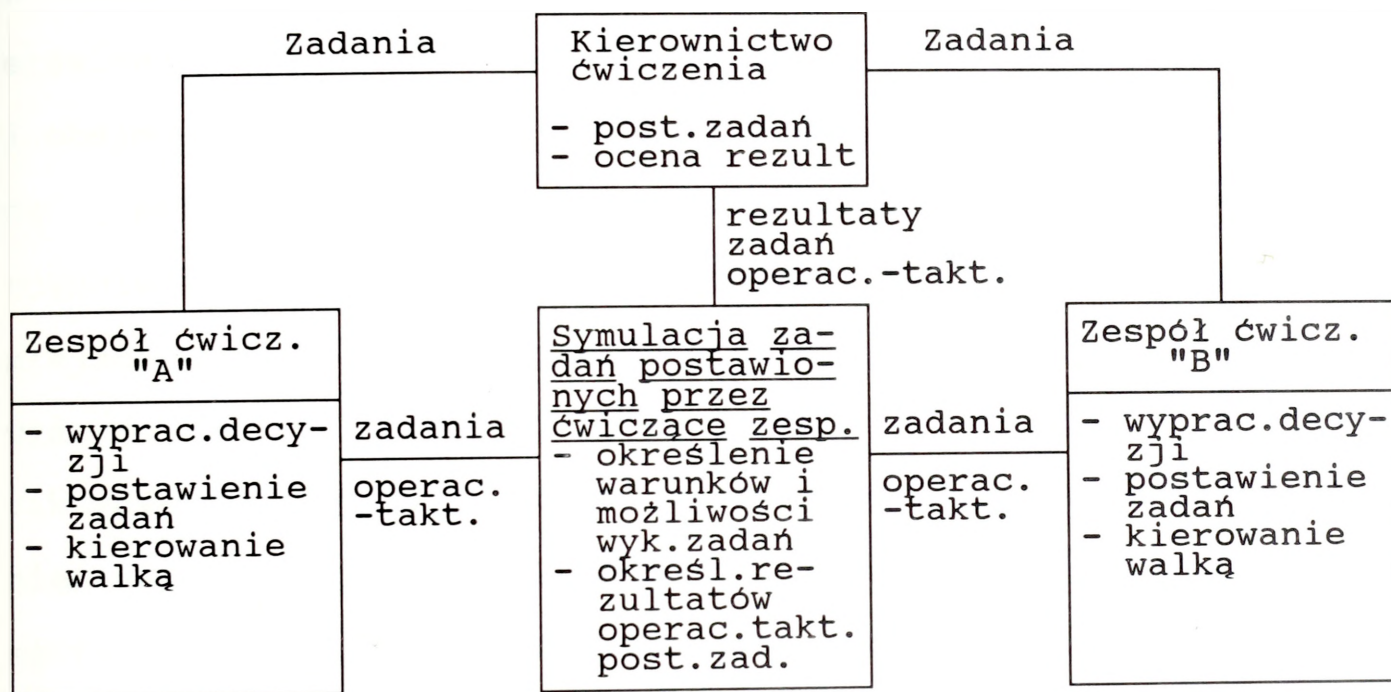 Zadania
Kierownictwo
ćwiczenia
- post.zadań
- ocena rezult
Zadania
rezultaty
zadań
operac.-takt.
Zespół ćwicz.
"A"
- wyprac.decy-
zji
- postawienie
zadań
- kierowanie
walką
zadania
operac.
-takt.
Symulacja za-
dań postawio-
nych przez
ćwiczące zesp.
- określenie
warunków i
możliwości
wyk.zadań
- określ.re-
zultatów
operac.takt.
post.zad.
zadania
operac.
-takt.
Zespół ćwicz.
"B"
- wyprac.decy-
zji
- postawienie
zadań
- kierowanie
walką